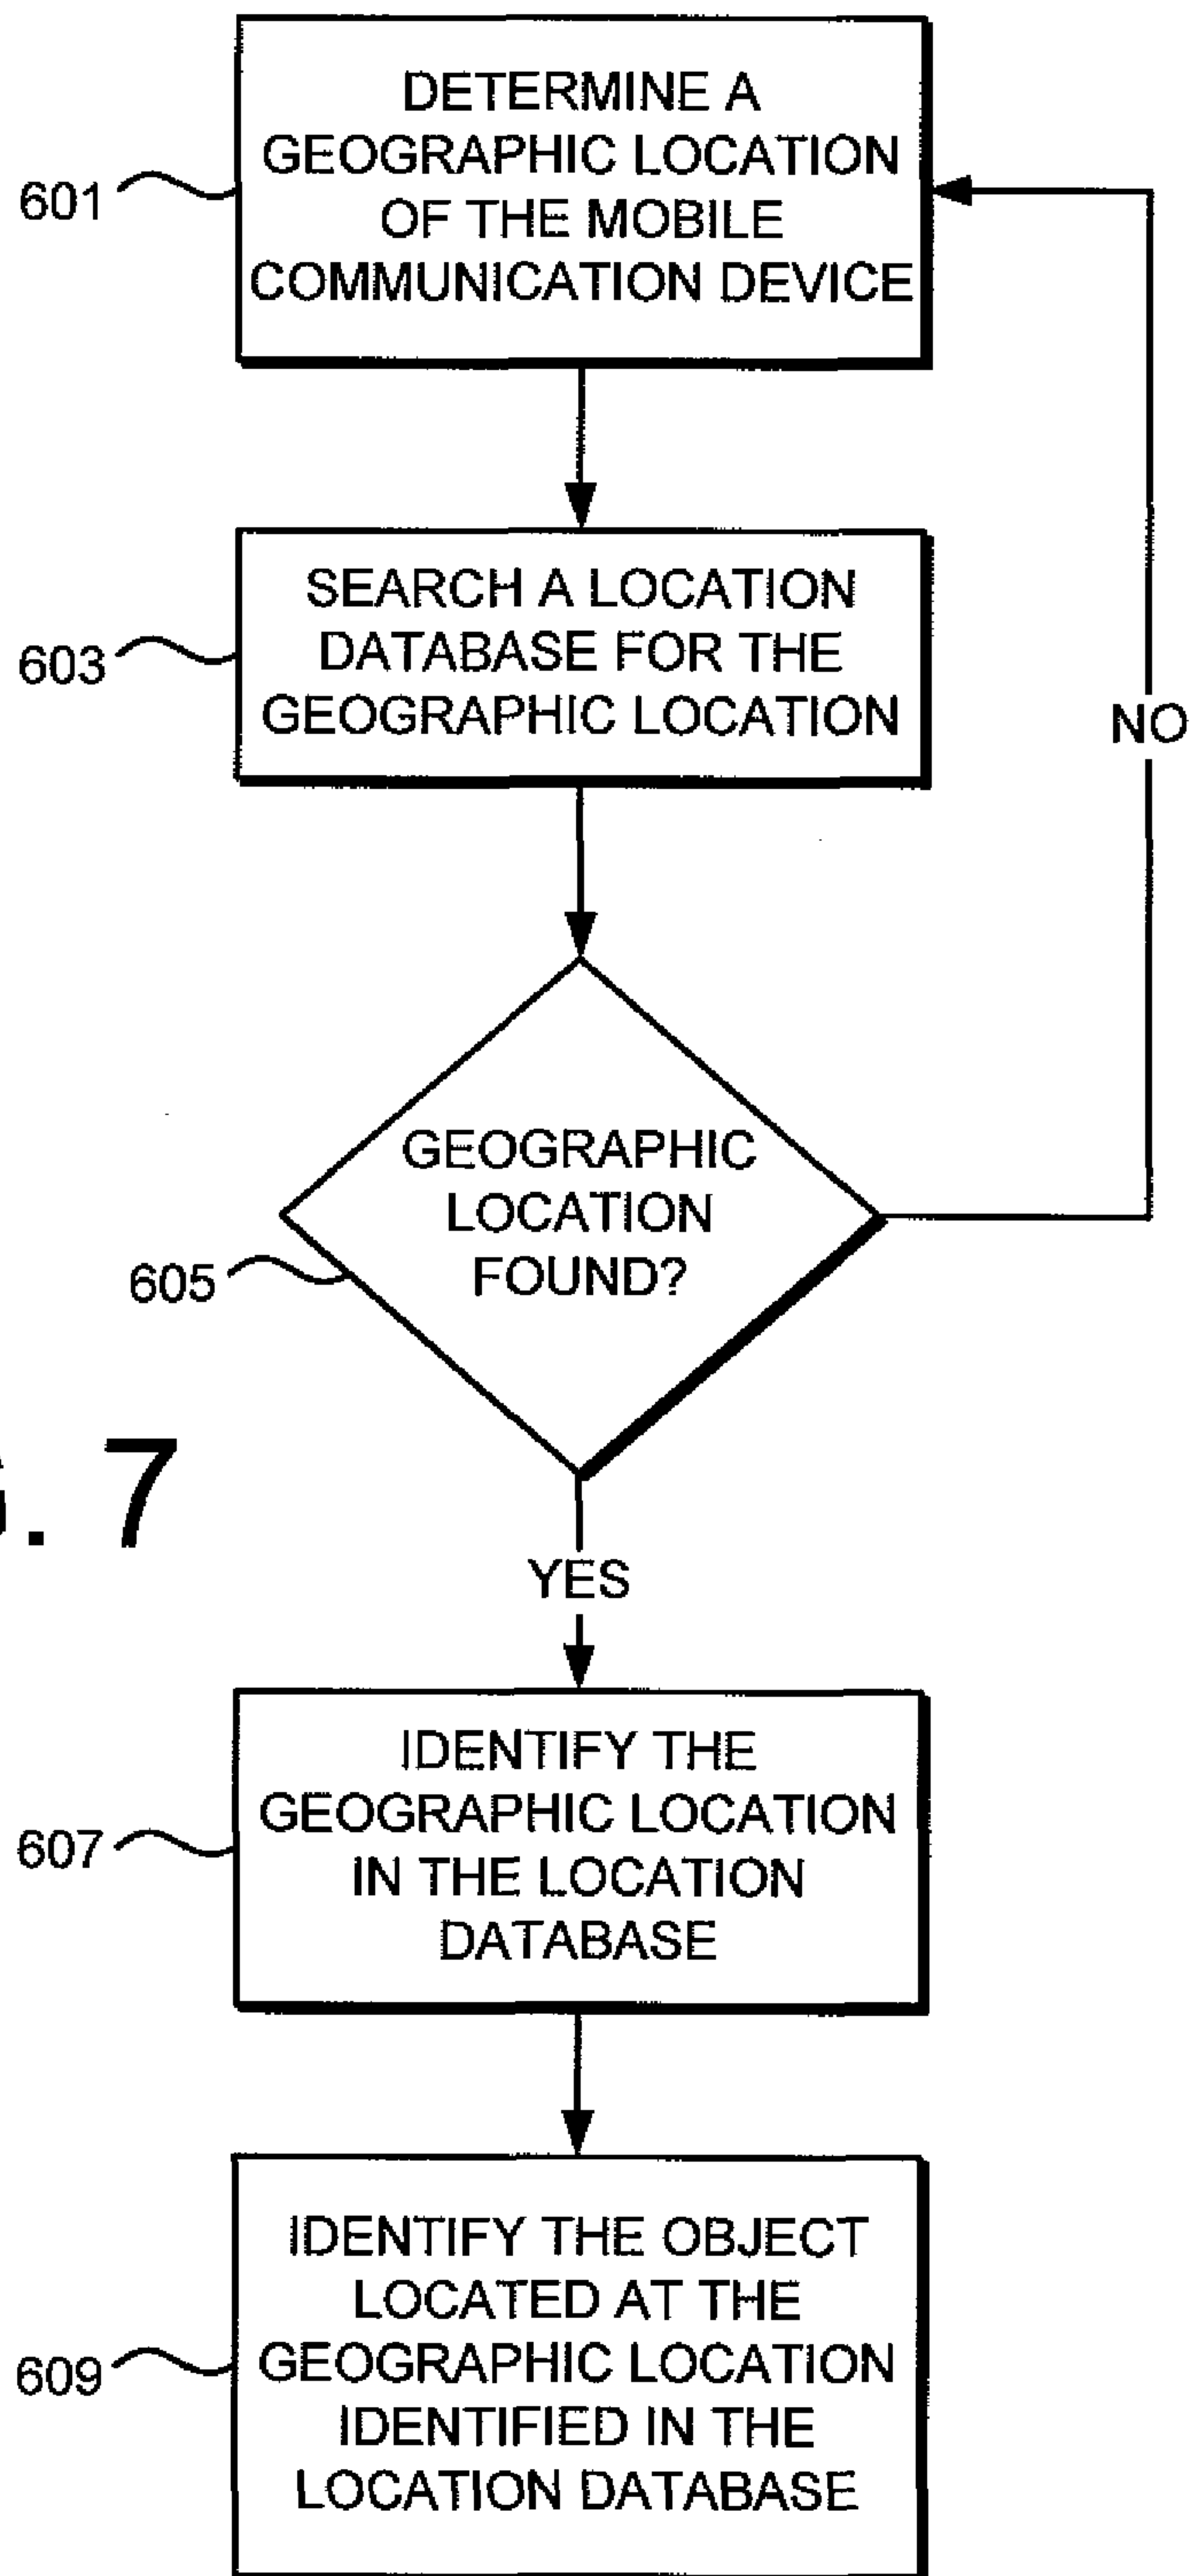 DETERMINE A
GEOGRAPHIC LOCATION
OF THE MOBILE
COMMUNICATION DEVICE
601
SEARCH A LOCATION
DATABASE FOR THE
GEOGRAPHIC LOCATION
603
NO
GEOGRAPHIC
LOCATION
FOUND?
605
. 7
YES
IDENTIFY THE
GEOGRAPHIC LOCATION
IN THE LOCATION
DATABASE
607
IDENTIFY THE OBJECT
LOCATED AT THE
GEOGRAPHIC LOCATION
IDENTIFIED IN THE
LOCATION DATABASE
609